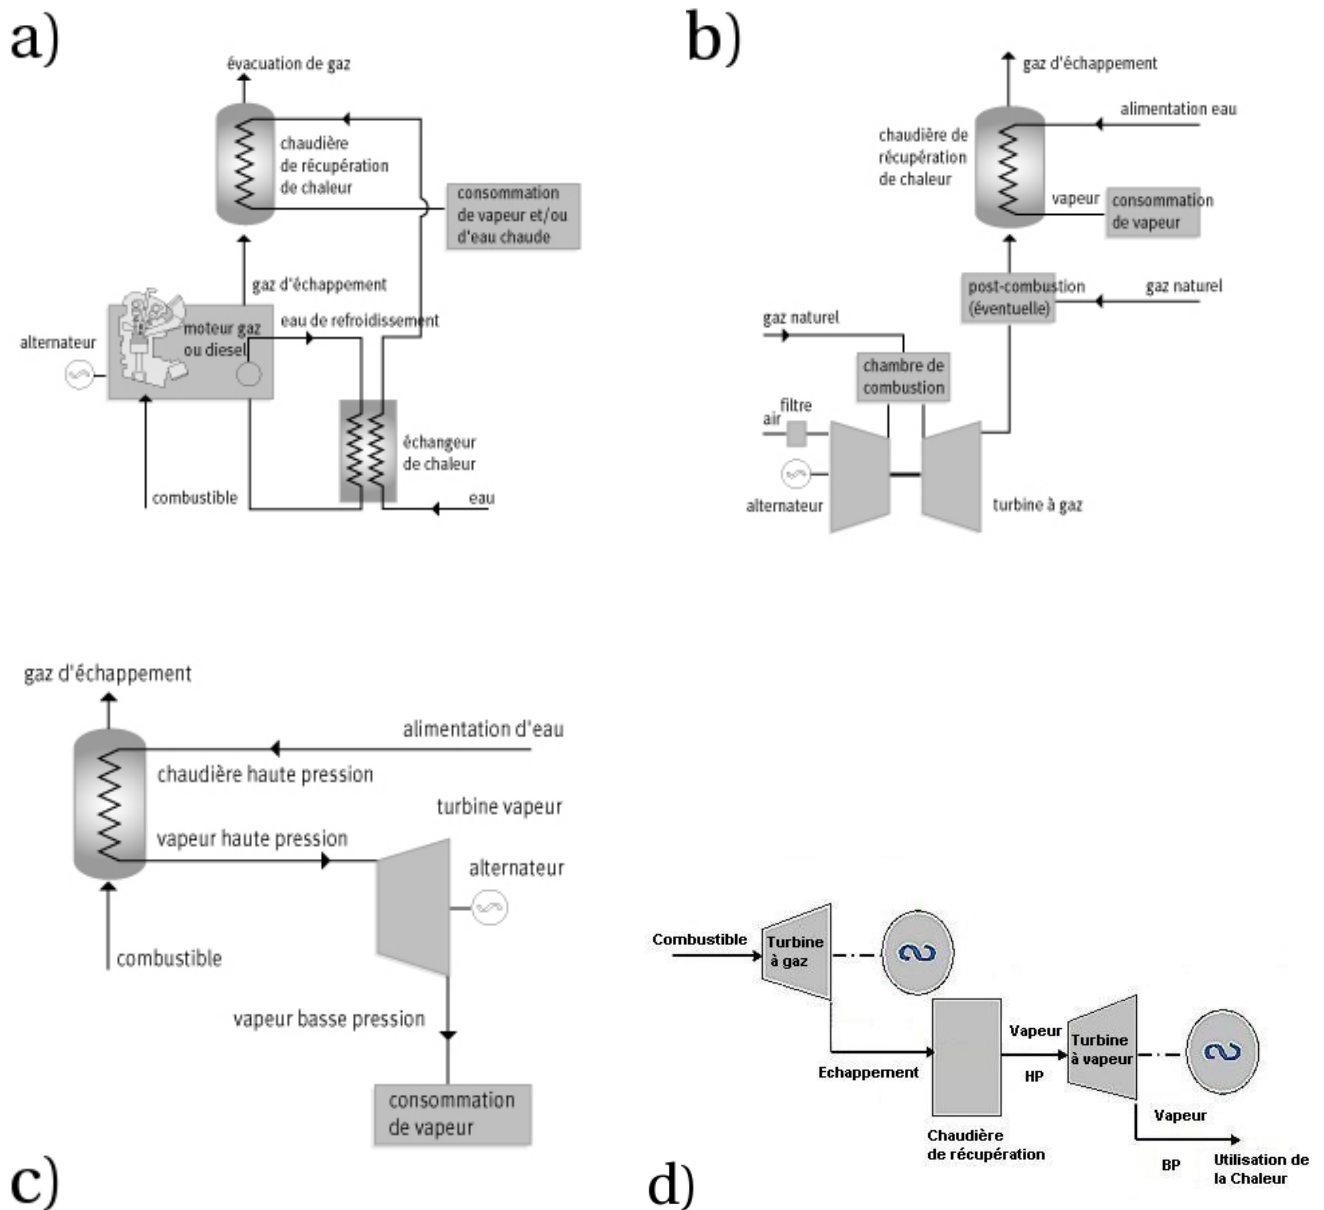 a)
évacuation de gaz
chaudière
de récupération
de chaleur
consommation
de vapeur et/ou
d'eau chaude
gaz d'échappement
moteur gaz
ou diesel
eau de refroidissement
alternateur
échangeur
de chaleur
combustible
eau
b)
gaz d'échappement
alimentation eau
chaudière de
récupération
de chaleur
vapeur
consommation
de vapeur
post-combustion
(éventuelle)
gaz naturel
gaz naturel
chambre de
combustion
filtre
air
alternateur
turbine à gaz
gaz d'échappement
alimentation d'eau
chaudière haute pression
turbine vapeur
vapeur haute pression
alternateur
combustible
vapeur basse pression
consommation
de vapeur
c)
Combustible
Turbine
à gaz
Echappement
Vapeur
HP
Turbine
à vapeur
Chaudière
de récupération
Vapeur
BP
Utilisation de
la Chaleur
d)